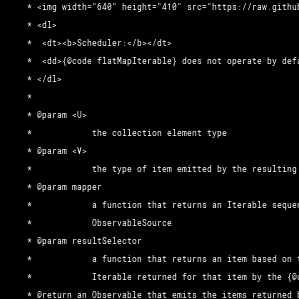 * <img width="640" height="410" src="https://raw.github
* <dl>
* <dt><b>Scheduler:</b></dt>
* <dd>{@code flatMapIterable} does not operate by defa
* </dl>
*
* @param <U>
* the collection element type
* @param <V>
* the type of item emitted by the resulting
* @param mapper
* a function that returns an Iterable sequen
* ObservableSource
* @param resultSelector
* a function that returns an item based on t
* Iterable returned for that item by the {@c
* @return an Observable that emits the items returned b